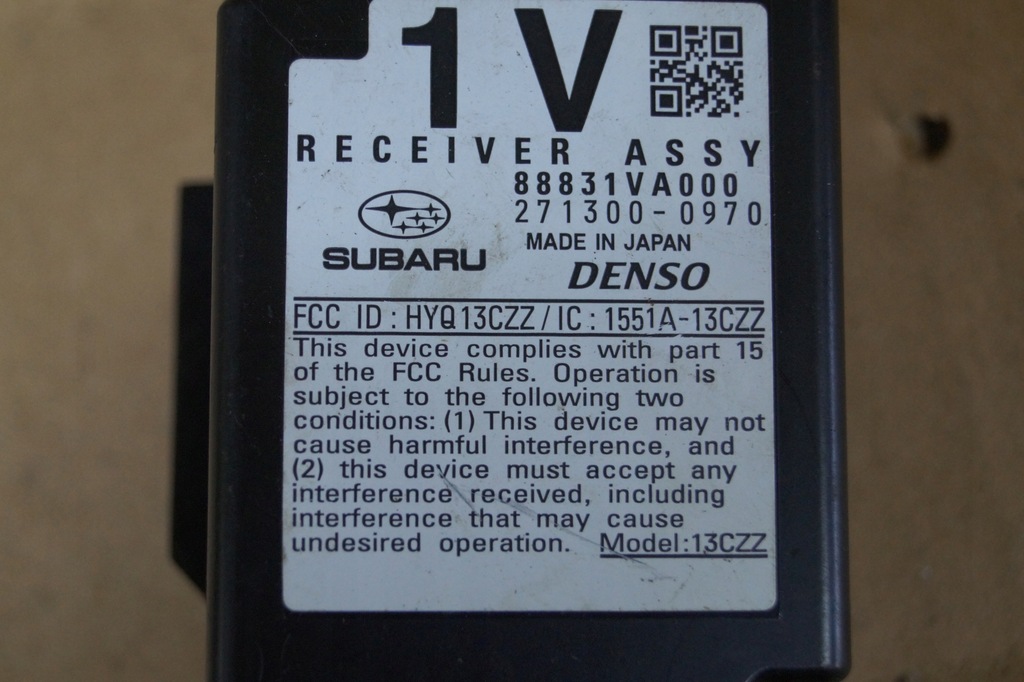 1 V
RECEIVER ASSY
88831VA000
271300-0970
SUBARU
MADE IN JAPAN
DENSO
FCC ID : HYQ13CZZ / IC : 1551A-13CZZ
This device complies with part 15
of the FCC Rules. Operation is
subject to the following two
conditions: (1) This device may not
cause harmful interference, and
(2) this device must accept any
interference received, including
interference that may cause
undesired operation. Model:13CZZ